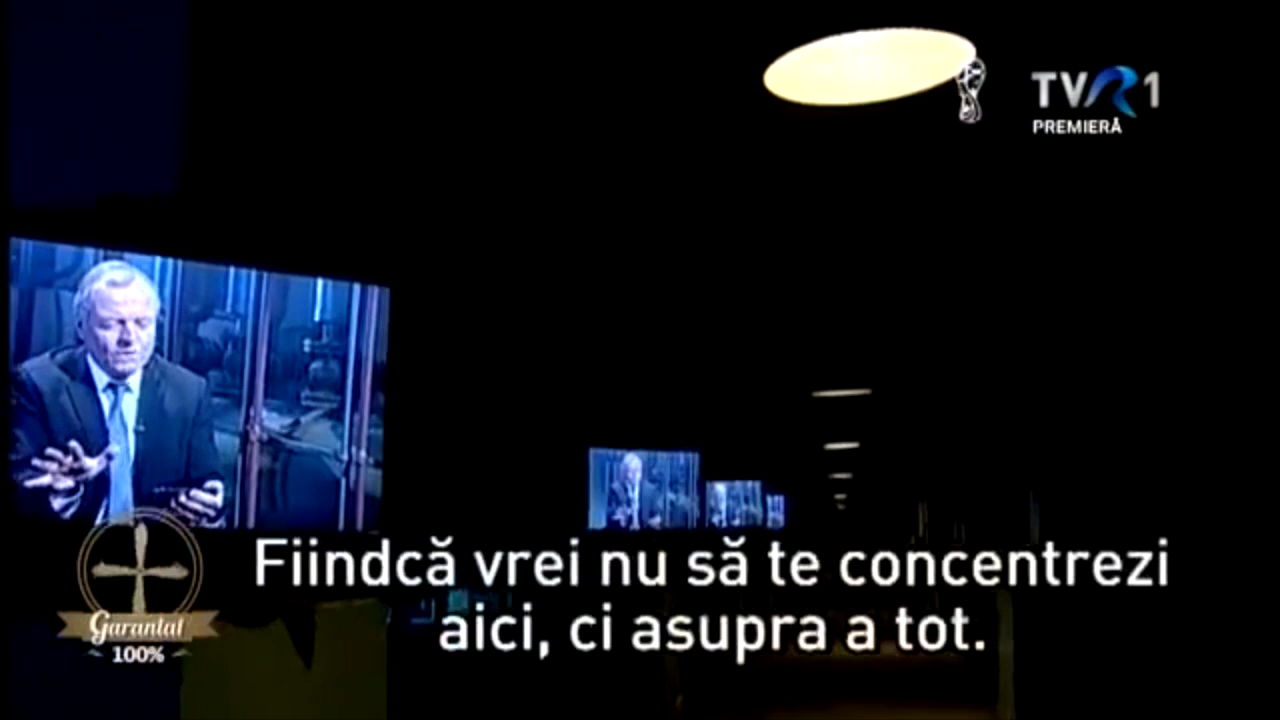 TVR1
PREMIERĂ
Fiindcă vrei nu să te concentrezi
aici, ci asupra a tot.
Garantat
100%